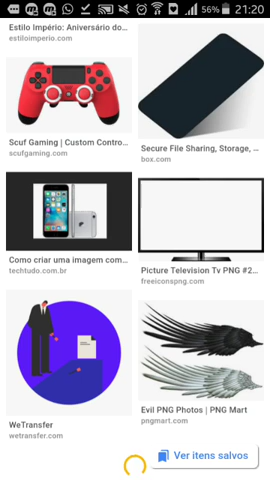 56% 21:20
Estilo Império: Aniversário do...
estiloimperio.com
Scuf Gaming | Custom Contro...
scufgaming.com
Secure File Sharing, Storage, ...
box.com
Como criar uma imagem com...
techtudo.com.br
Picture Television Tv PNG #2...
freeiconspng.com
WeTransfer
wetransfer.com
Evil PNG Photos | PNG Mart
pngmart.com
Ver itens salvos